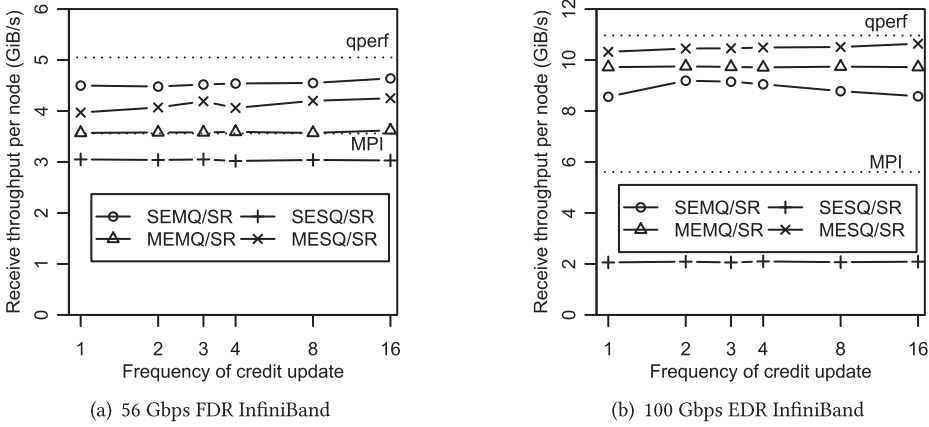 Receive throughput per node (GiB/s)
6
5
4
3
2
1
0
qperf
MPI
SEMQ/SR SESQ/SR
MEMQ/SR MESQ/SR
1 2 3 4 8 16
Frequency of credit update
(a) 56 Gbps FDR InfiniBand
Receive throughput per node (GiB/s)
12
10
8
6
4
2
0
qperf
MPI
SEMQ/SR SESQ/SR
MEMQ/SR MESQ/SR
1 2 3 4 8 16
Frequency of credit update
(b) 100 Gbps EDR InfiniBand